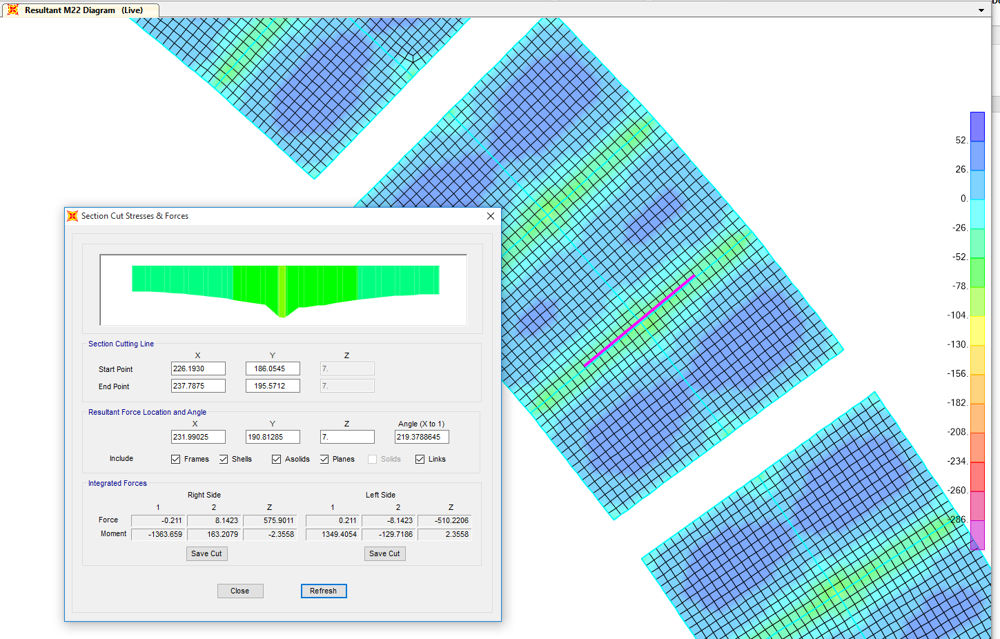 Resultant M22 Diagram (Live)
Section Cut Stresses & Forces
Section Cutting Line
X Y Z
Start Point 226.1930 186.0545 7.
End Point 237.7875 195.5712 7.
Resultant Force Location and Angle
X Y Z Angle (X to 1)
231.99025 190.81285 7. 219.3788645
Include Frames Shells Asolids Planes Solids Links
Integrated Forces
Right Side Left Side
1 2 Z 1 2 Z
Force -0.211 8.1423 575.9011 0.211 -8.1423 -510.2206
Moment -1363.659 163.2079 -2.3558 1349.4054 -129.7186 2.3558
Save Cut Save Cut
Close Refresh
52.
26.
0.
-26.
-52.
-78.
-104.
-130.
-156.
-182.
-208.
-234.
-260.
-286.